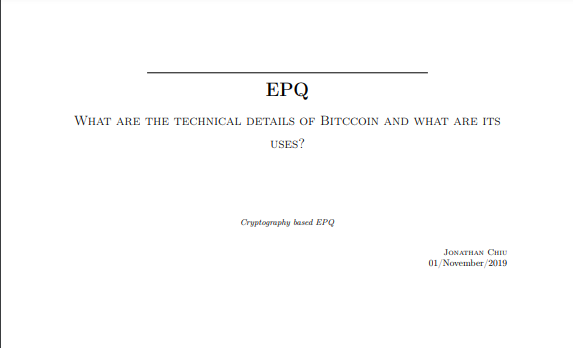 EPQ
What are the technical details of Bitccoin and what are its
uses?
Cryptography based EPQ
Jonathan Chiu
01/November/2019